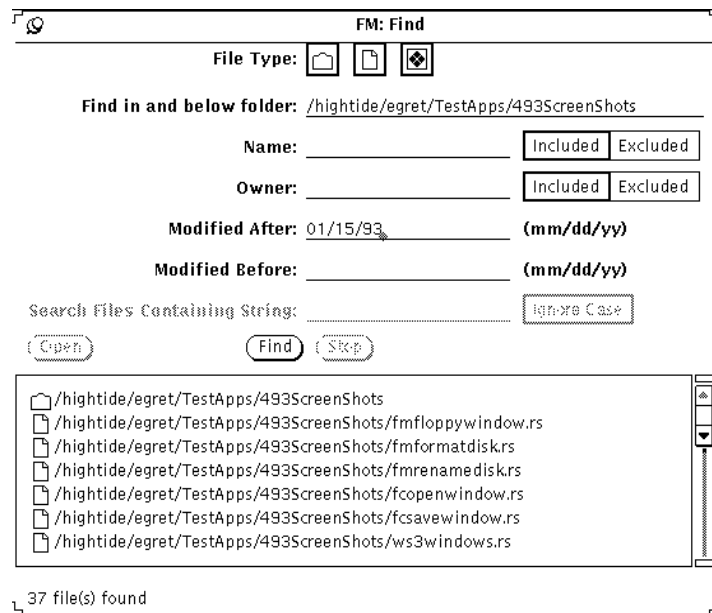 FM: Find
File Type:
Find in and below folder: /hightide/egret/TestApps/493ScreenShots
Name: Included Excluded
Owner: Included Excluded
Modified After: 01/15/93 (mm/dd/yy)
Modified Before: (mm/dd/yy)
Search Files Containing String: Ignore Case
Open Find Stop
/hightide/egret/TestApps/493ScreenShots
/hightide/egret/TestApps/493ScreenShots/fmfloppywindow.rs
/hightide/egret/TestApps/493ScreenShots/fmformatdisk.rs
/hightide/egret/TestApps/493ScreenShots/fmrenamedisk.rs
/hightide/egret/TestApps/493ScreenShots/fcopenwindow.rs
/hightide/egret/TestApps/493ScreenShots/fcsavewindow.rs
/hightide/egret/TestApps/493ScreenShots/ws3windows.rs
37 file(s) found